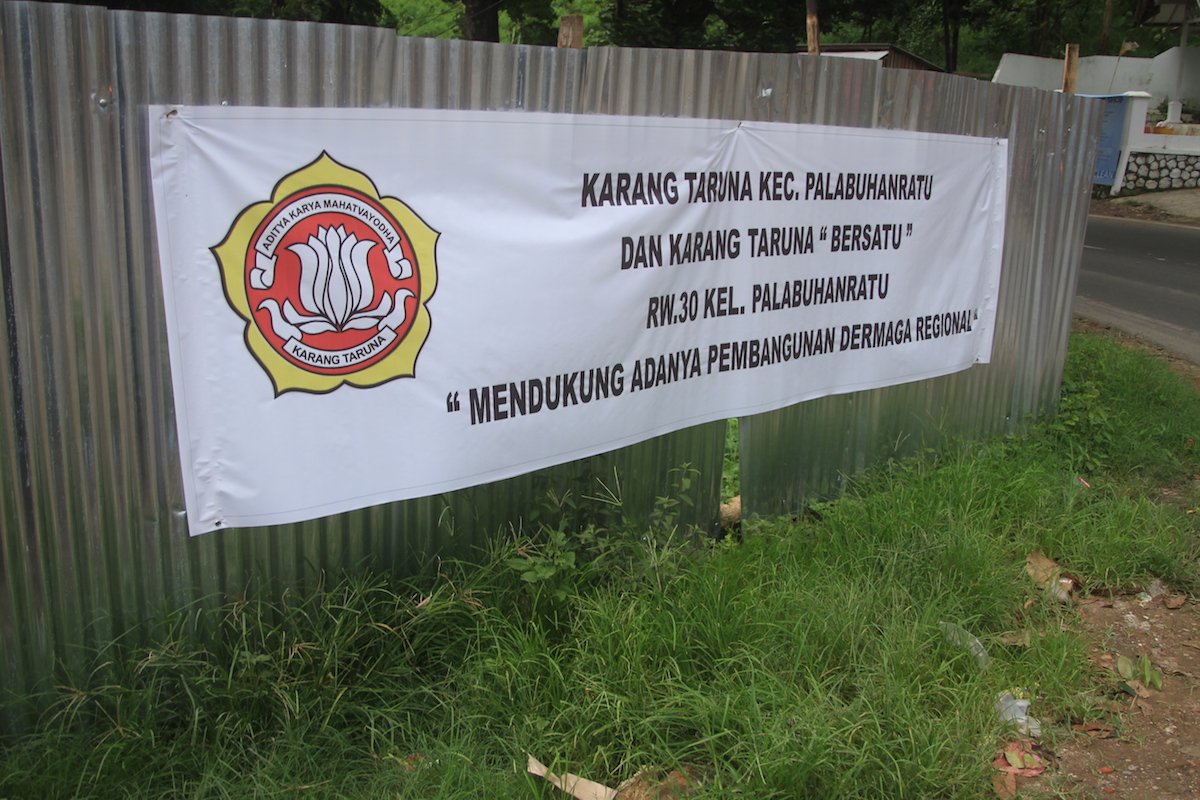 ADITYA KARYA MAHATVAYODHA
KARANG TARUNA
KARANG TARUNA KEC. PALABUHANRATU
DAN KARANG TARUNA “ BERSATU ”
RW.30 KEL. PALABUHANRATU
“ MENDUKUNG ADANYA PEMBANGUNAN DERMAGA REGIONAL “
CLEAN